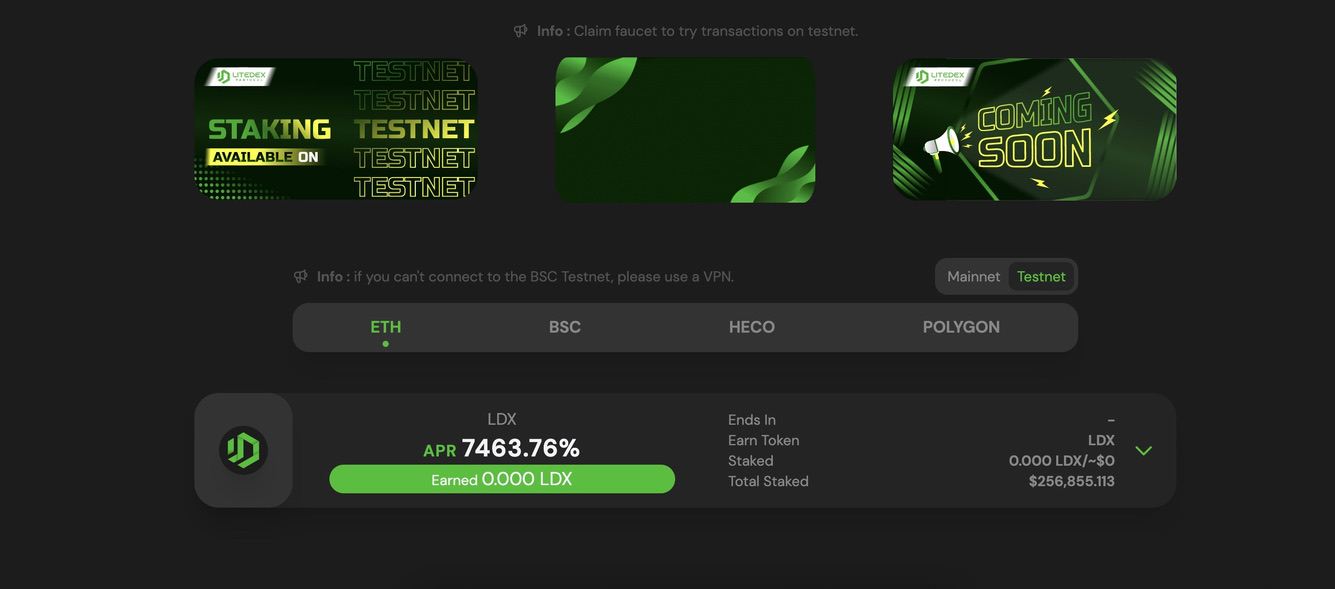 Info : Claim faucet to try transactions on testnet.
LITEDEX
PROTOCOL
STAKING
AVAILABLE ON
TESTNET
TESTNET
TESTNET
TESTNET
TESTNET
LITEDEX
PROTOCOL
COMING
SOON
Info : if you can't connect to the BSC Testnet, please use a VPN.
Mainnet Testnet
ETH BSC HECO POLYGON
LDX
APR 7463.76%
Earned 0.000 LDX
Ends In –
Earn Token LDX
Staked 0.000 LDX/~$0
Total Staked $256,855.113